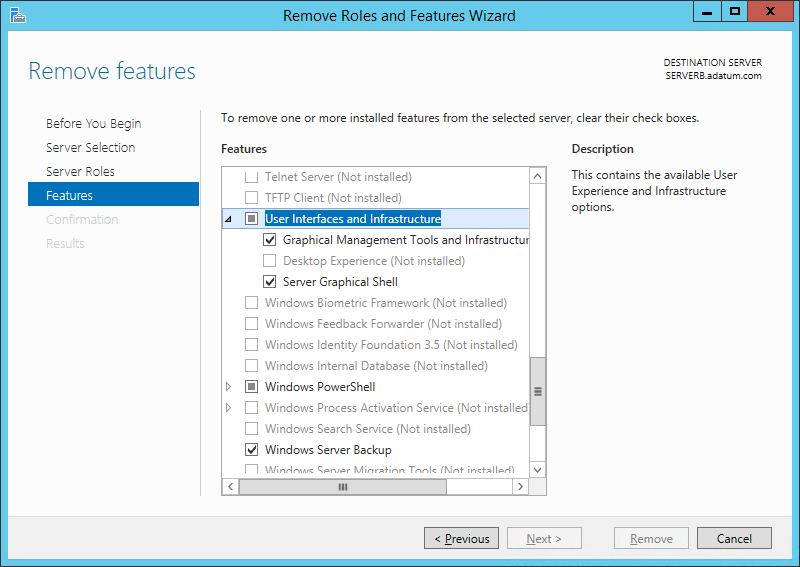 Remove Roles and Features Wizard
Remove features
DESTINATION SERVER
SERVERB.adatum.com
Before You Begin
Server Selection
Server Roles
Features
Confirmation
Results
To remove one or more installed features from the selected server, clear their check boxes.
Features
Telnet Server (Not installed)
TFTP Client (Not installed)
User Interfaces and Infrastructure
Graphical Management Tools and Infrastructur
Desktop Experience (Not installed)
Server Graphical Shell
Windows Biometric Framework (Not installed)
Windows Feedback Forwarder (Not installed)
Windows Identity Foundation 3.5 (Not installed)
Windows Internal Database (Not installed)
Windows PowerShell
Windows Process Activation Service (Not installed
Windows Search Service (Not installed)
Windows Server Backup
Windows Server Migration Tools (Not installed)
Description
This contains the available User
Experience and Infrastructure
options.
< Previous
Next >
Remove
Cancel